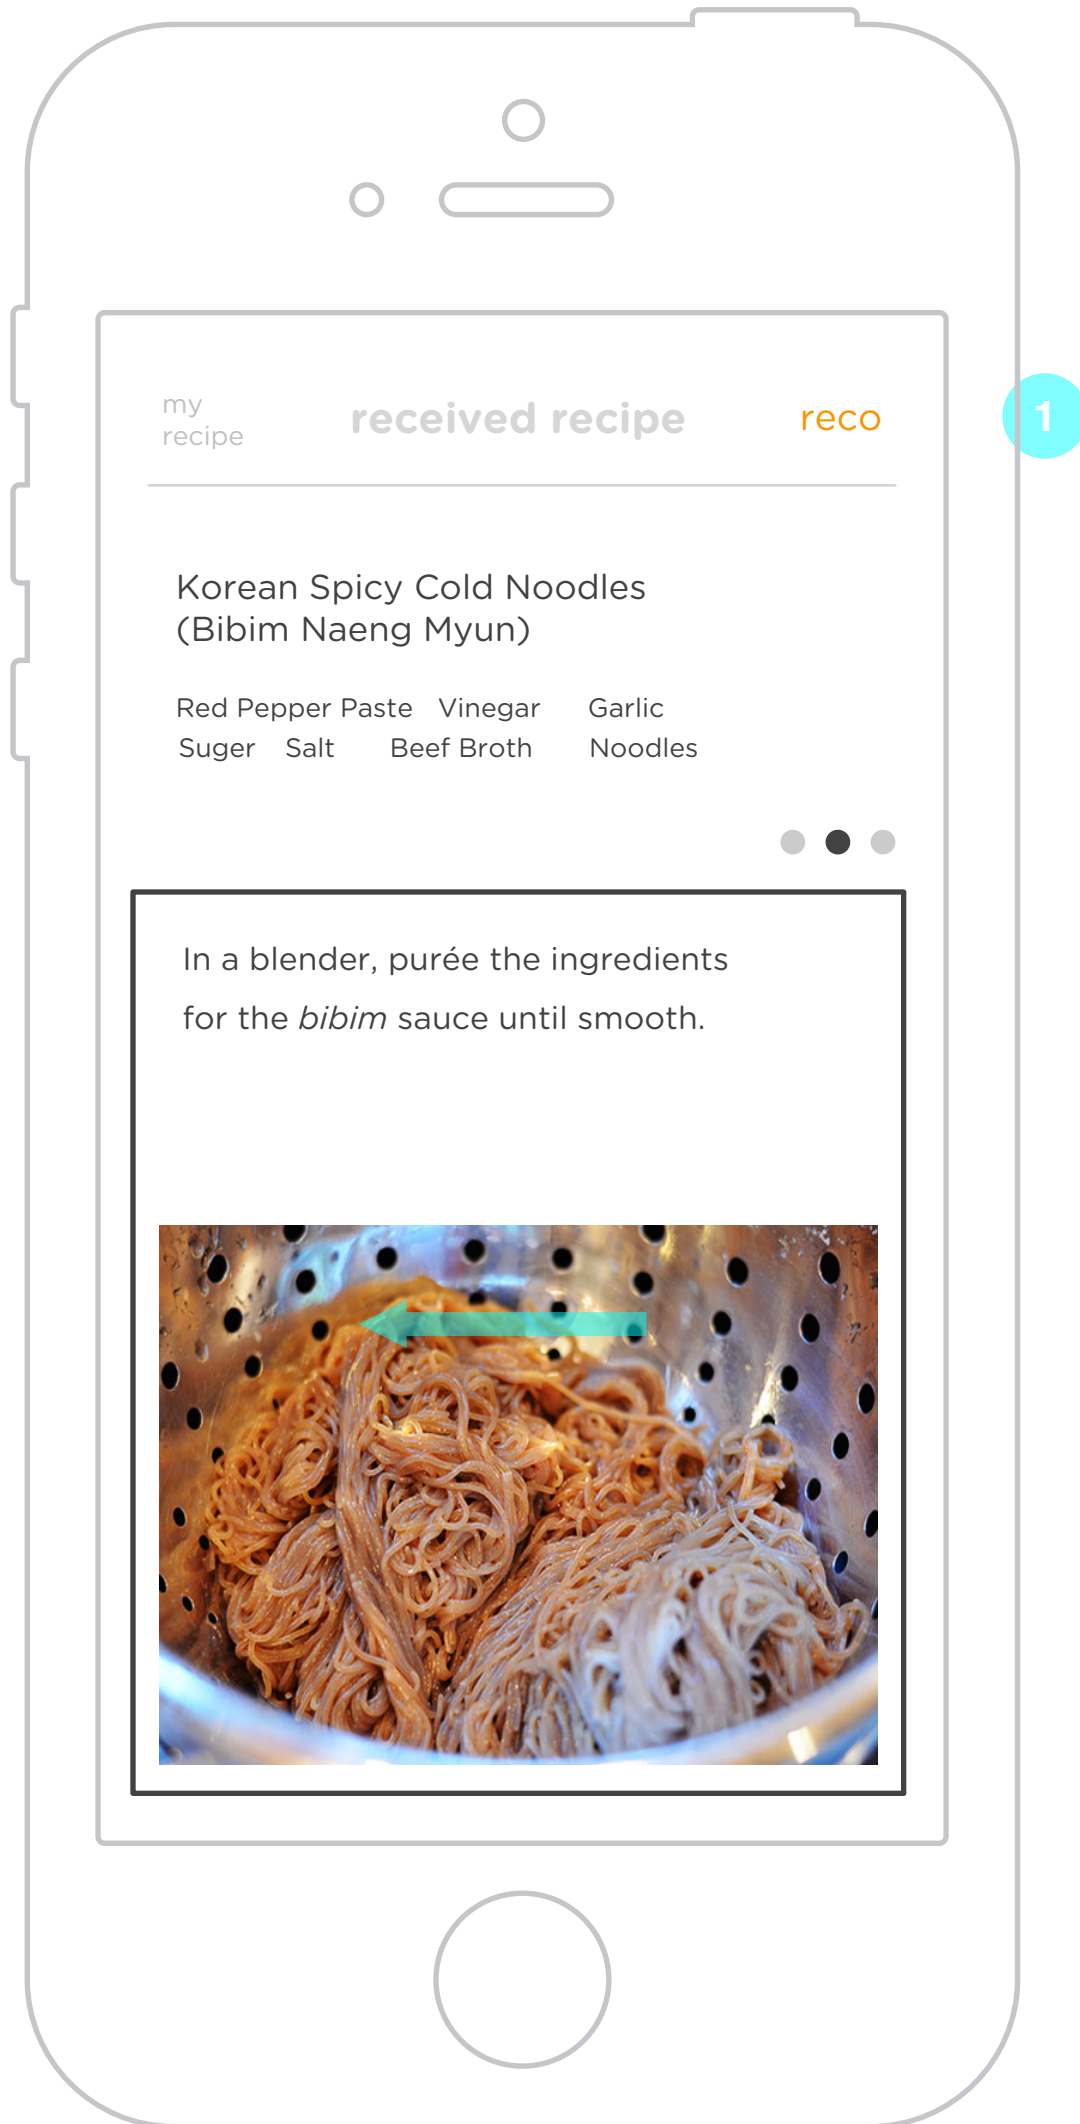 my
recipe
received recipe
reco
1
Korean Spicy Cold Noodles
(Bibim Naeng Myun)
Red Pepper Paste Vinegar Garlic
Suger Salt Beef Broth Noodles
In a blender, purée the ingredients
for the bibim sauce until smooth.